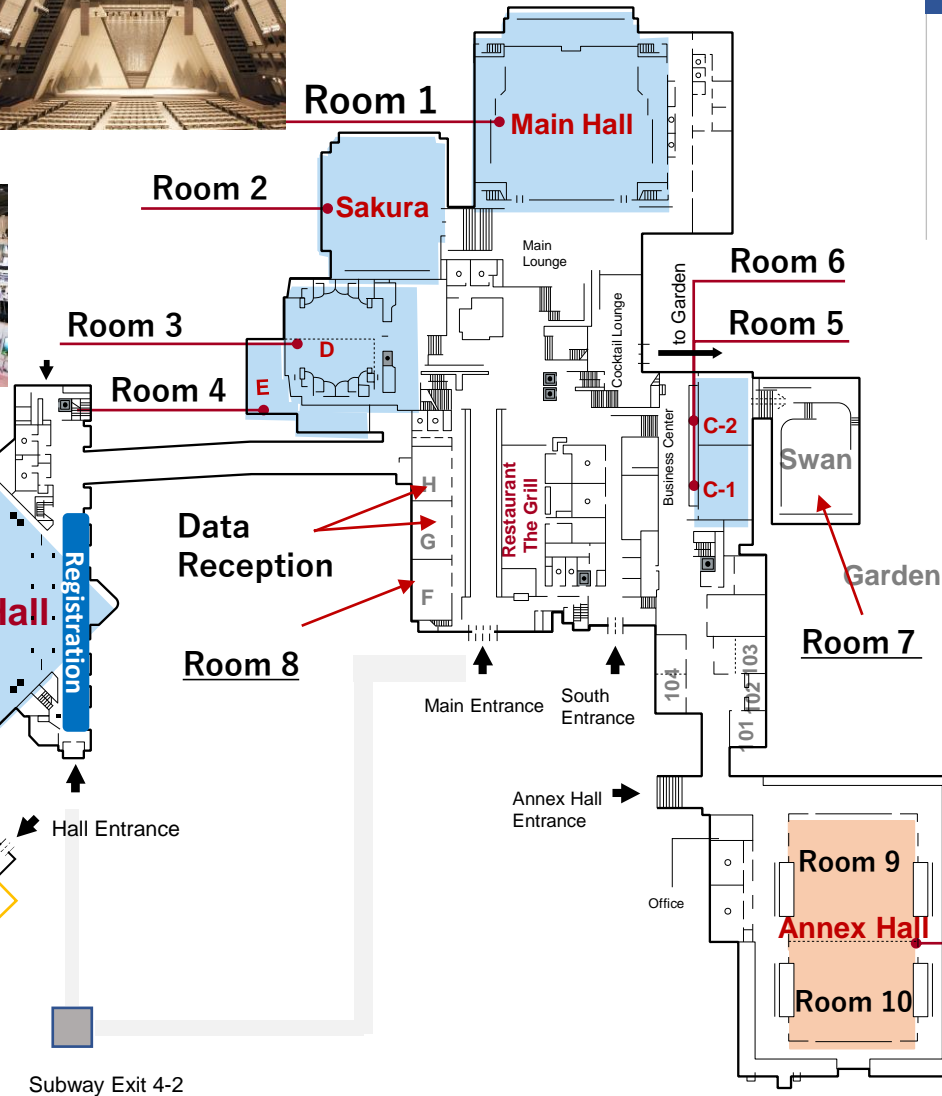 Room 1
Main Hall
Room 2
Sakura
Main
Lounge
Room 6
to Garden
Room 5
Room 3
D
Cocktail Lounge
Room 4
E
C-2
Business Center
Swan
H
C-1
Data
Reception
G
Restaurant
The Grill
Registration
F
Garden
Hall
Room 8
Room 7
104
103
102
101
Main Entrance
South
Entrance
Annex Hall
Entrance
Hall Entrance
Room 9
Office
Annex Hall
Room 10
Subway Exit 4-2